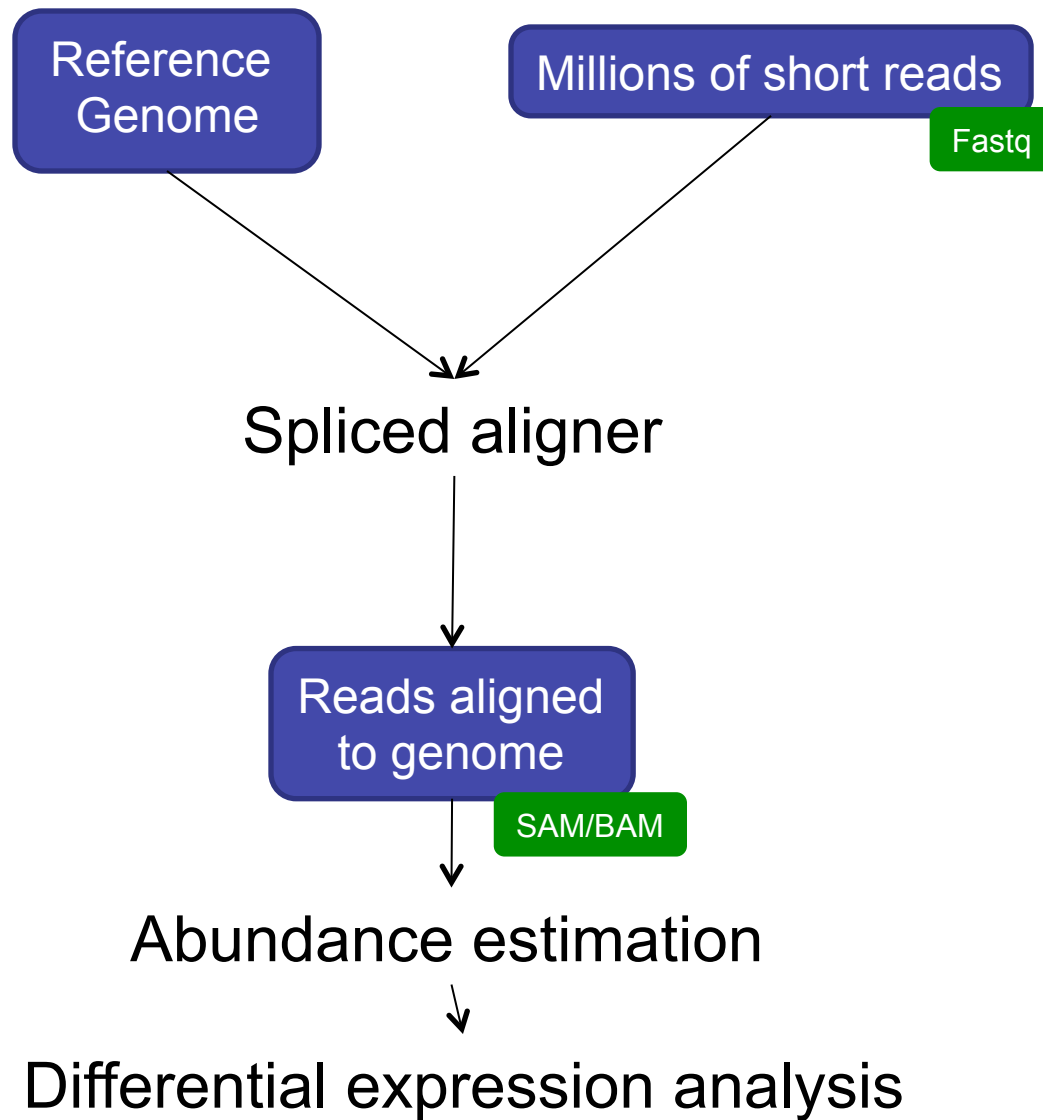 Reference
Genome
Millions of short reads
Fastq
Spliced aligner
Reads aligned
to genome
SAM/BAM
Abundance estimation
Differential expression analysis